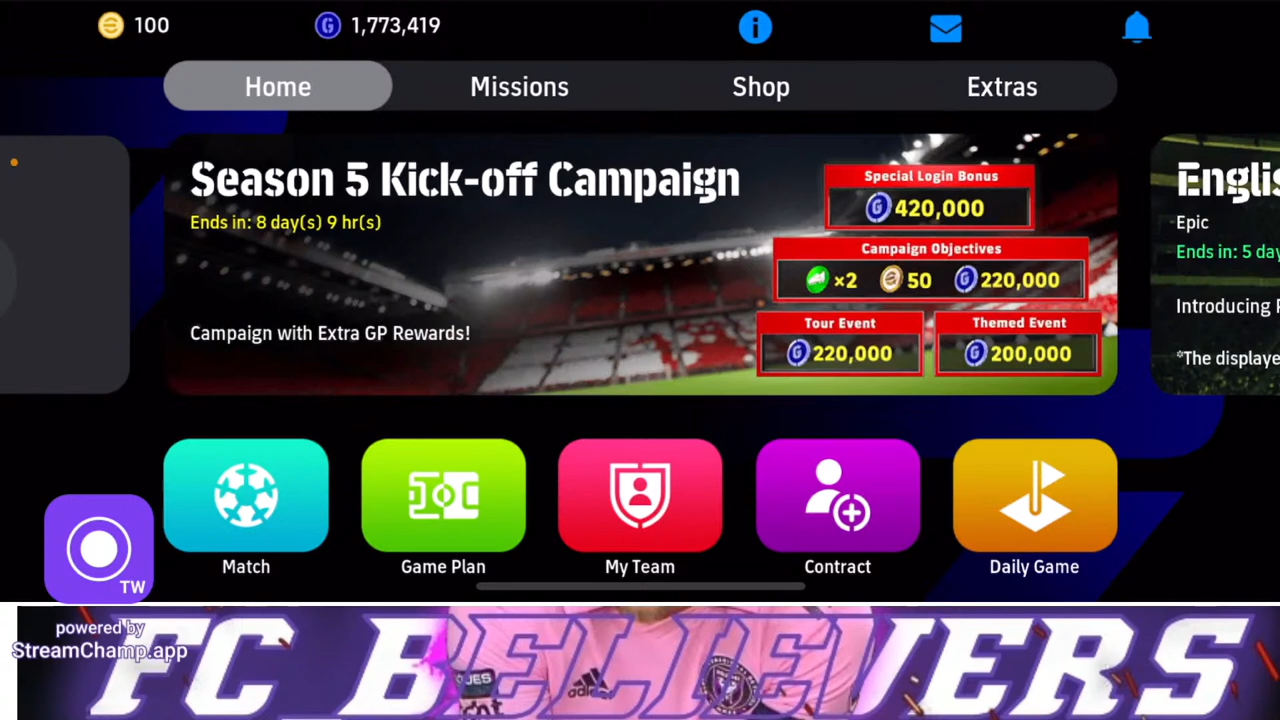 100
1,773,419
Home
Missions
Shop
Extras
Season 5 Kick-off Campaign
Ends in: 8 day(s) 9 hr(s)
Campaign with Extra GP Rewards!
Special Login Bonus
420,000
Campaign Objectives
×2 50 220,000
Tour Event
220,000
Themed Event
200,000
Epic
Introducing
*The
Match
Game Plan
My Team
Contract
Daily Game
TW
powered by
StreamChamp.app
FC BELIEVERS
adidas